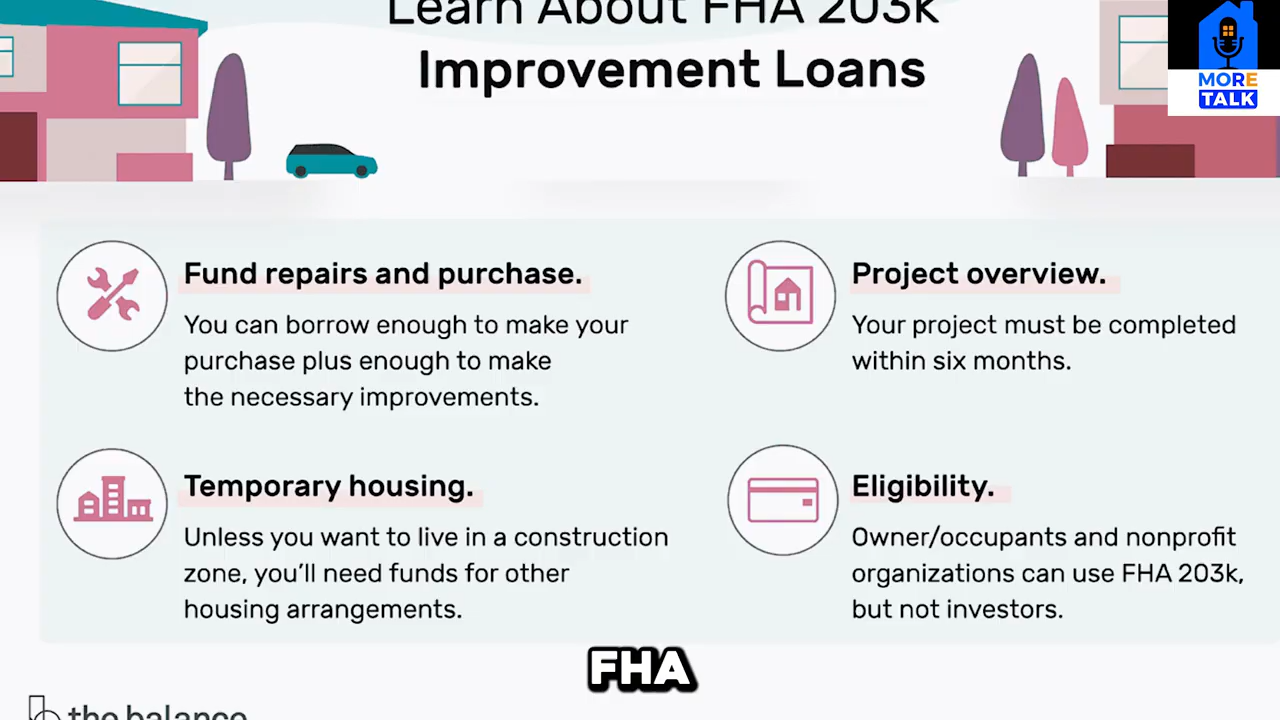 Learn About FHA 203k
Improvement Loans
MORE
TALK
Fund repairs and purchase.
You can borrow enough to make your
purchase plus enough to make
the necessary improvements.
Project overview.
Your project must be completed
within six months.
Temporary housing.
Unless you want to live in a construction
zone, you'll need funds for other
housing arrangements.
Eligibility.
Owner/occupants and nonprofit
organizations can use FHA 203k,
but not investors.
FHA
the balance